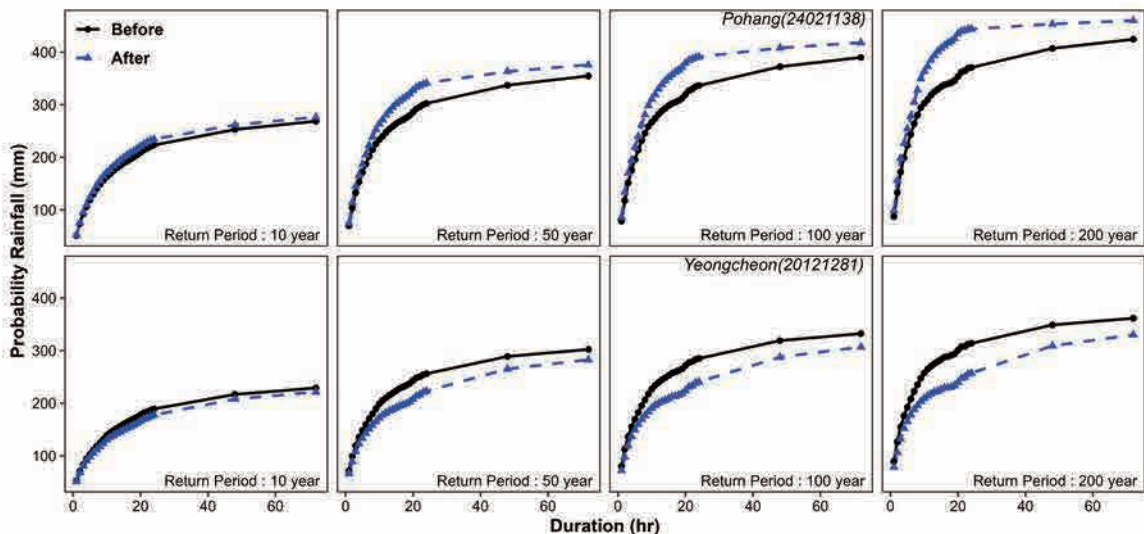 Before
After
Pohang(24021138)
400
300
200
100
Return Period : 10 year
Return Period : 50 year
Return Period : 100 year
Return Period : 200 year
Probability Rainfall (mm)
Yeongcheon(20121281)
400
300
200
100
Return Period : 10 year
Return Period : 50 year
Return Period : 100 year
Return Period : 200 year
0 20 40 60
0 20 40 60
0 20 40 60
0 20 40 60
Duration (hr)